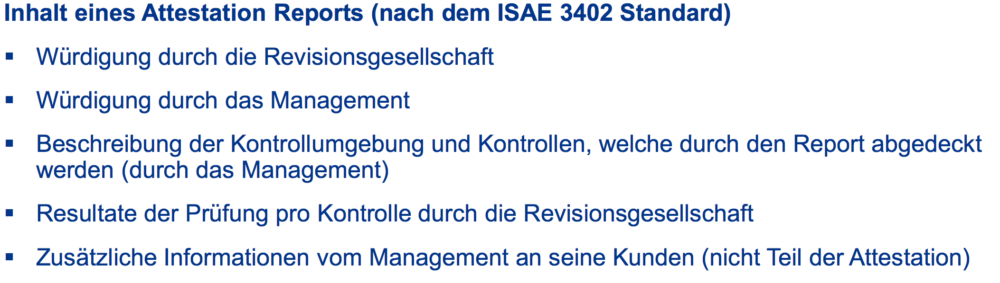 Inhalt eines Attestation Reports (nach dem ISAE 3402 Standard)
▪ Würdigung durch die Revisionsgesellschaft
▪ Würdigung durch das Management
▪ Beschreibung der Kontrollumgebung und Kontrollen, welche durch den Report abgedeckt
werden (durch das Management)
▪ Resultate der Prüfung pro Kontrolle durch die Revisionsgesellschaft
▪ Zusätzliche Informationen vom Management an seine Kunden (nicht Teil der Attestation)